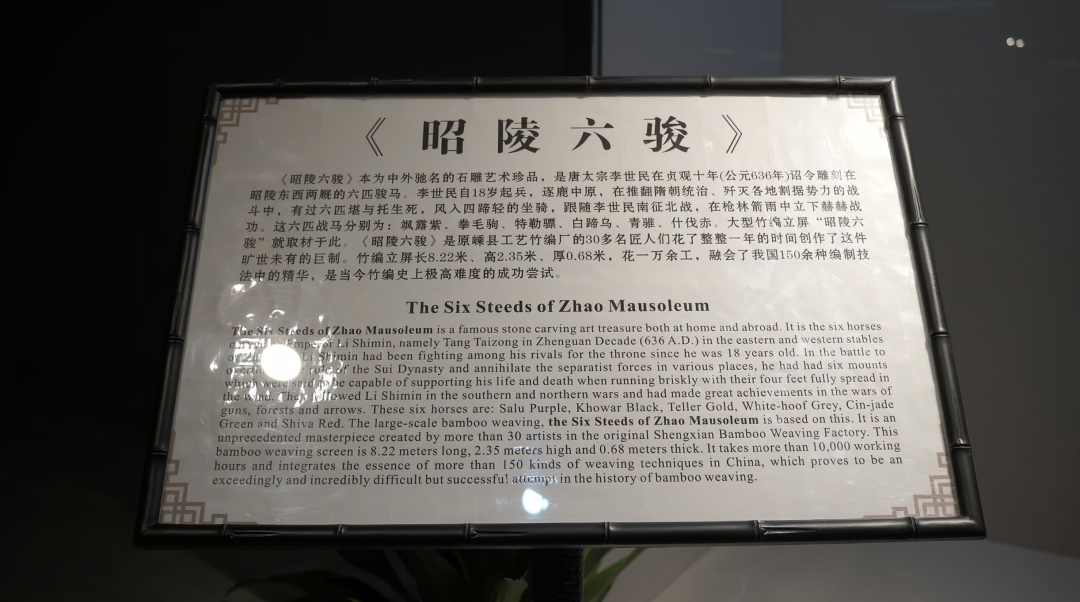 《昭陵六骏》
《昭陵六骏》本为中外驰名的石雕艺术珍品，是唐太宗李世民在贞观十年(公元636年)诏令雕刻在
昭陵东西两厩的六匹骏马。李世民自18岁起兵，逐鹿中原，在推翻隋朝统治、歼灭各地割据势力的战
斗中，有过六匹堪与托生死，风入四蹄轻的坐骑，跟随李世民南征北战，在枪林箭雨中立下赫赫战
功。这六匹战马分别为：飒露紫、拳毛䯄、特勒骠、白蹄乌、青骓、什伐赤。大型竹编立屏“昭陵六
骏”就取材于此。《昭陵六骏》是原嵊县工艺竹编厂的30多名匠人们花了整整一年的时间创作了这件
旷世未有的巨制。竹编立屏长8.22米、高2.35米、厚0.68米，花一万余工，融会了我国150余种编制技
法中的精华，是当今竹编史上极高难度的成功尝试。
The Six Steeds of Zhao Mausoleum
The Six Steeds of Zhao Mausoleum is a famous stone carving art treasure both at home and abroad. It is the six horses
Emperor Li Shimin, namely Tang Taizong in Zhenguan Decade (636 A.D.) in the eastern and western stables
of Li Shimin had been fighting among his rivals for the throne since he was 18 years old. In the battle to
of the Sui Dynasty and annihilate the separatist forces in various places, he had had six mounts
which were said to be capable of supporting his life and death when running briskly with their four feet fully spread in
the wind. They followed Li Shimin in the southern and northern wars and had made great achievements in the wars of
guns, forests and arrows. These six horses are: Salu Purple, Khowar Black, Teller Gold, White-hoof Grey, Cin-jade
Green and Shiva Red. The large-scale bamboo weaving, the Six Steeds of Zhao Mausoleum is based on this. It is an
unprecedented masterpiece created by more than 30 artists in the original Shengxian Bamboo Weaving Factory. This
bamboo weaving screen is 8.22 meters long, 2.35 meters high and 0.68 meters thick. It takes more than 10,000 working
hours and integrates the essence of more than 150 kinds of weaving techniques in China, which proves to be an
exceedingly and incredibly difficult but successful attempt in the history of bamboo weaving.